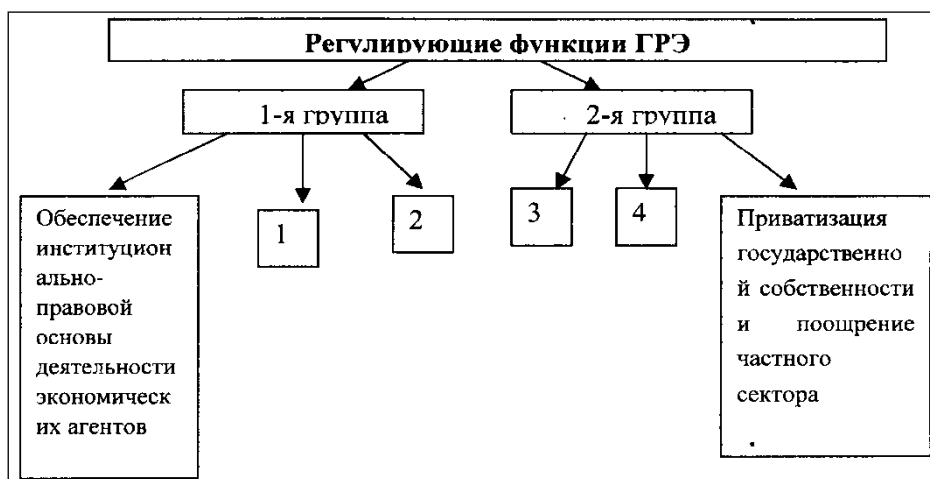 Регулирующие функции ГРЭ
1-я группа
2-я группа
Обеспечение
институцион
ально-
правовой
основы
деятельности
экономическ
их агентов
1
2
3
4
Приватизация
государственно
й собственности
и поощрение
частного
сектора